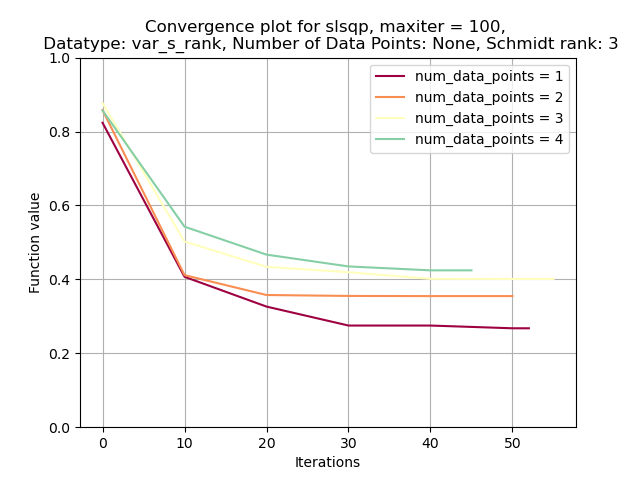 Convergence plot for slsqp, maxiter = 100,
Datatype: var_s_rank, Number of Data Points: None, Schmidt rank: 3
1.0
0.8
0.6
0.4
0.2
0.0
Function value
num_data_points = 1
num_data_points = 2
num_data_points = 3
num_data_points = 4
0 10 20 30 40 50
Iterations